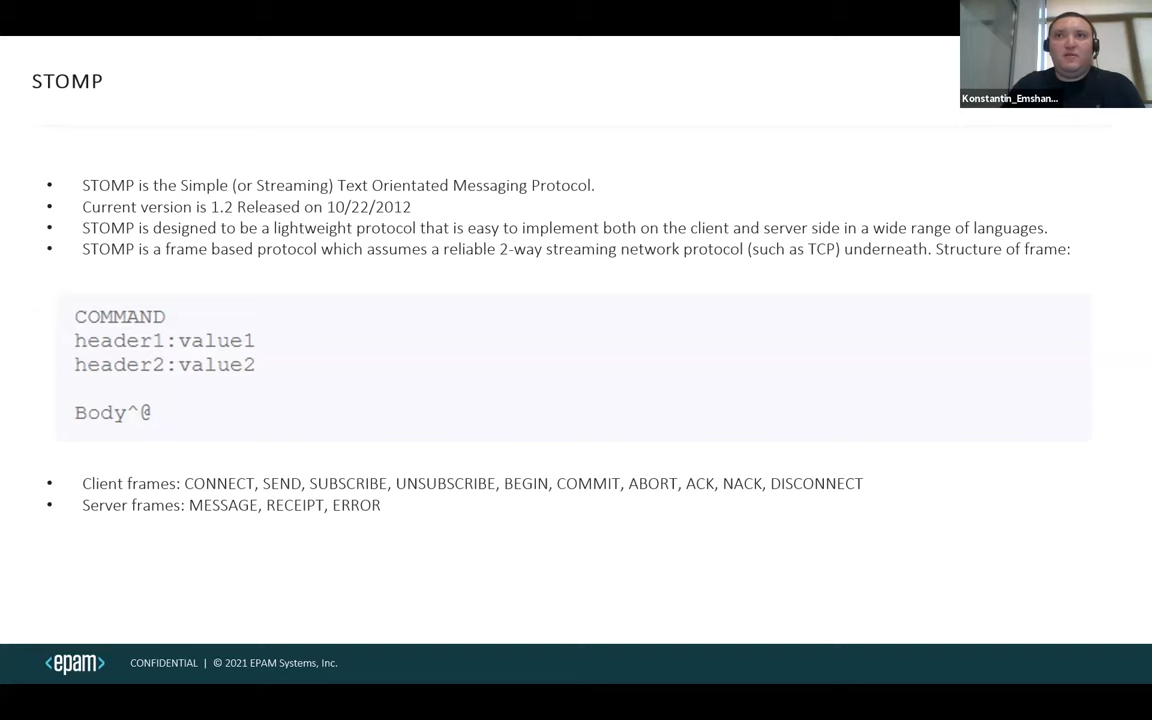 STOMP
Konstantin_Emshan...
• STOMP is the Simple (or Streaming) Text Orientated Messaging Protocol.
• Current version is 1.2 Released on 10/22/2012
• STOMP is designed to be a lightweight protocol that is easy to implement both on the client and server side in a wide range of languages.
• STOMP is a frame based protocol which assumes a reliable 2-way streaming network protocol (such as TCP) underneath. Structure of frame:
COMMAND
header1:value1
header2:value2
Body^@
• Client frames: CONNECT, SEND, SUBSCRIBE, UNSUBSCRIBE, BEGIN, COMMIT, ABORT, ACK, NACK, DISCONNECT
• Server frames: MESSAGE, RECEIPT, ERROR
<epam> CONFIDENTIAL | © 2021 EPAM Systems, Inc.